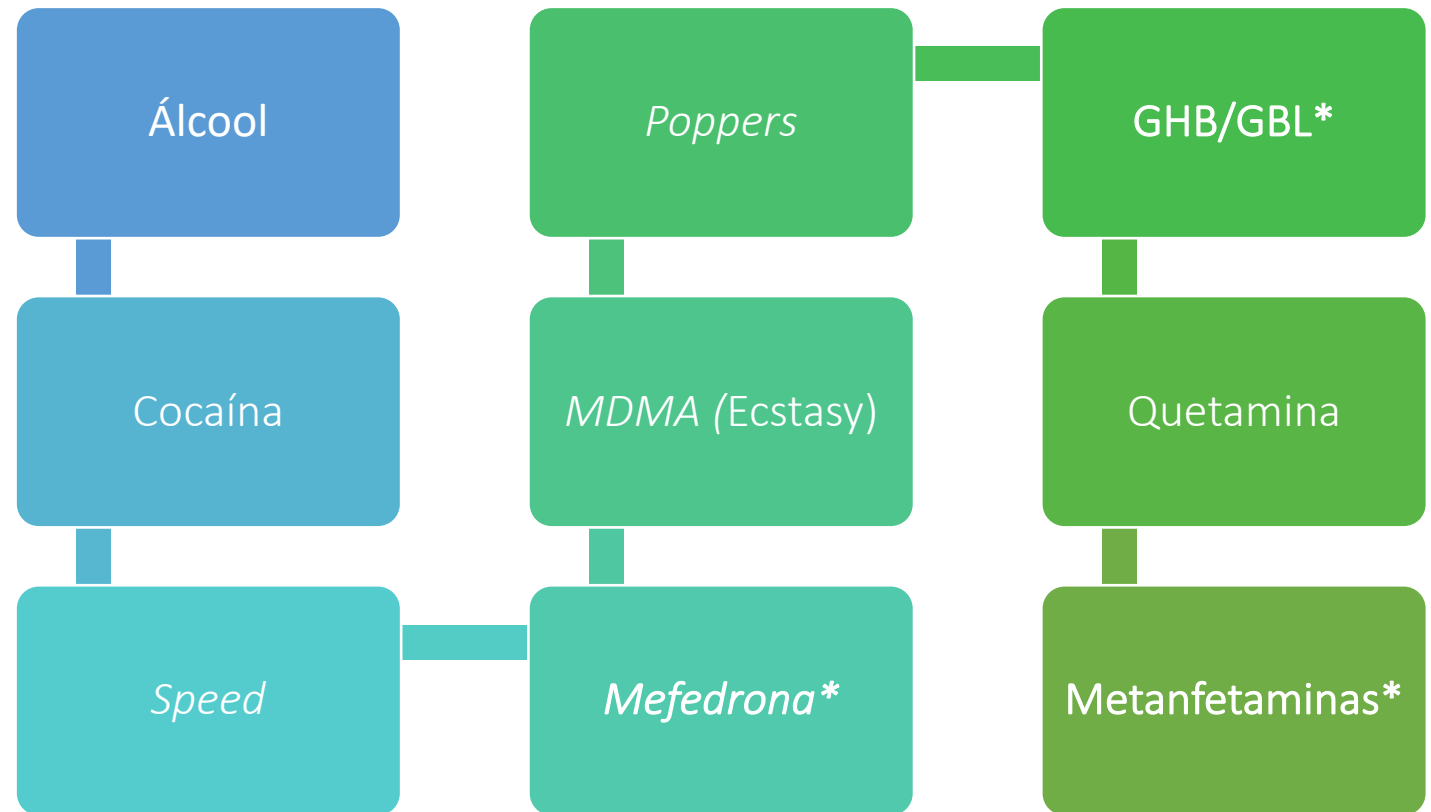 Álcool
Cocaína
Speed
Mefedrona*
MDMA (Ecstasy)
Poppers
GHB/GBL*
Quetamina
Metanfetaminas*